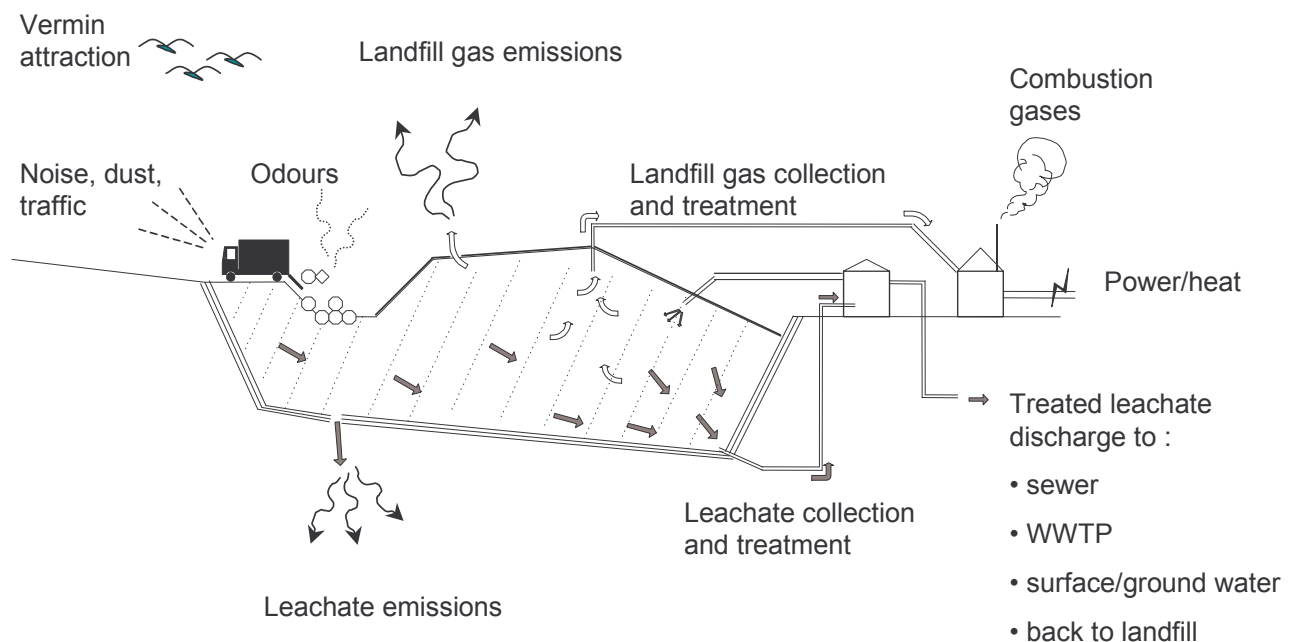 Vermin
attraction
Landfill gas emissions
Combustion
gases
Noise, dust,
traffic
Odours
Landfill gas collection
and treatment
Power/heat
Treated leachate
discharge to :
• sewer
• WWTP
• surface/ground water
• back to landfill
Leachate collection
and treatment
Leachate emissions